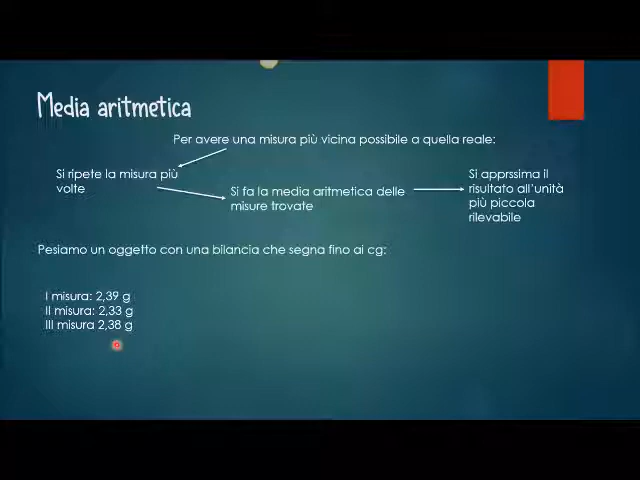 Media aritmetica
Per avere una misura più vicina possibile a quella reale:
Si ripete la misura più
volte
Si fa la media aritmetica delle
misure trovate
Si apprssima il
risultato all'unità
più piccola
rilevabile
Pesiamo un oggetto con una bilancia che segna fino ai cg:
I misura: 2,39 g
II misura: 2,33 g
III misura 2,38 g